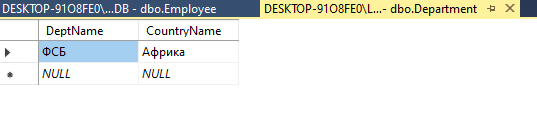 DESKTOP-91O8FE0\...DB - dbo.Employee
DESKTOP-91O8FE0\L...- dbo.Department
DeptName CountryName
ФСБ Африка
NULL NULL